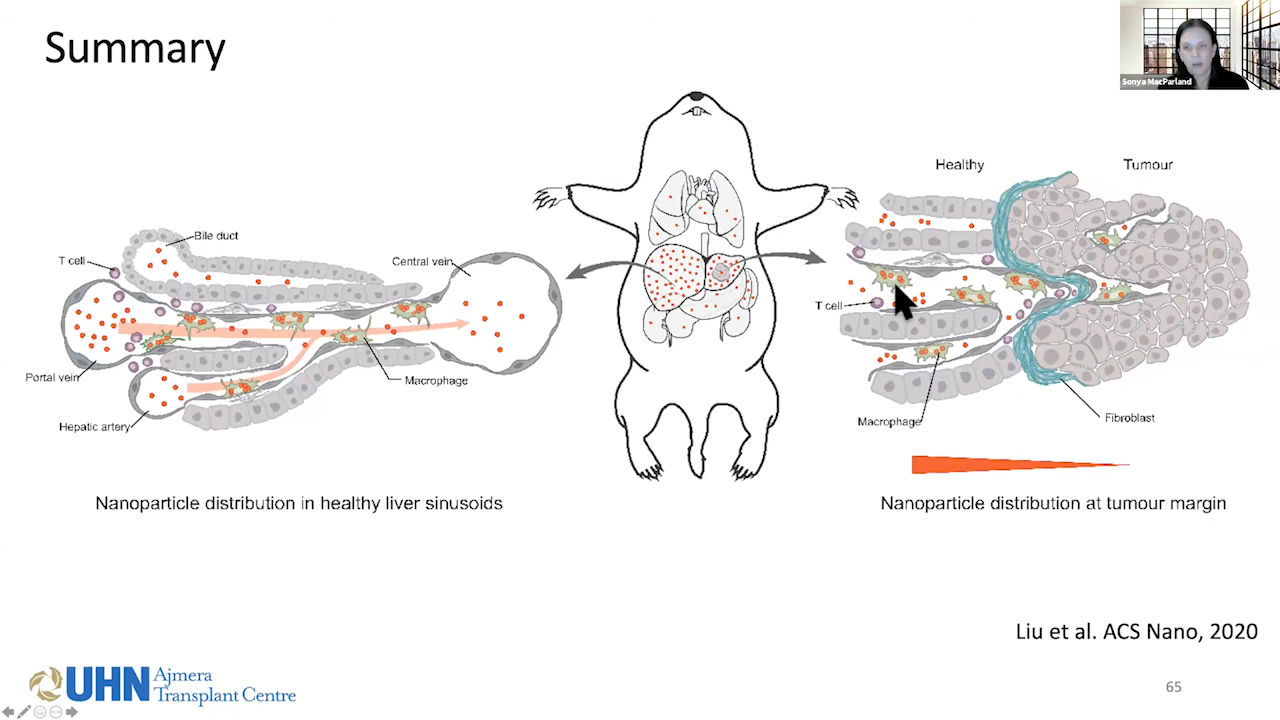 Summary
Sonya MacParland
Healthy
Tumour
Bile duct
T cell
Central vein
T cell
Portal vein
Macrophage
Hepatic artery
Macrophage
Fibroblast
Nanoparticle distribution in healthy liver sinusoids
Nanoparticle distribution at tumour margin
Liu et al. ACS Nano, 2020
UHN
Ajmera
Transplant Centre
65